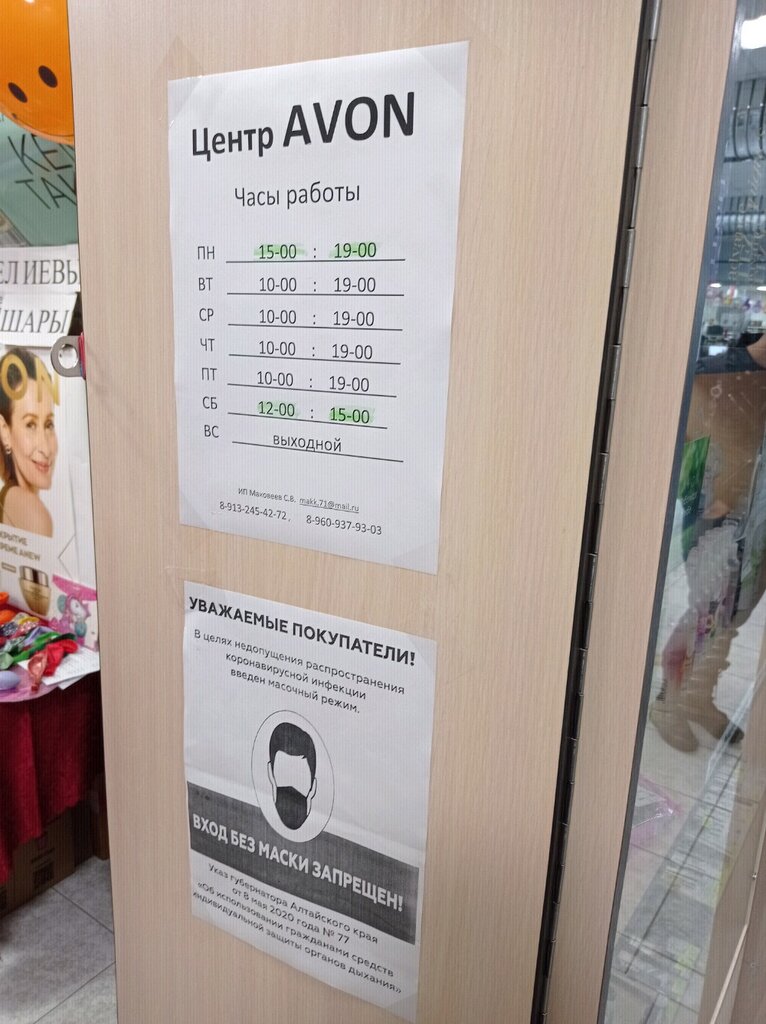 Центр AVON
Часы работы
ПН 15-00 : 19-00
ВТ 10-00 : 19-00
СР 10-00 : 19-00
ЧТ 10-00 : 19-00
ПТ 10-00 : 19-00
СБ 12-00 : 15-00
ВС выходной
ИП Маковеев С.В. makk.71@mail.ru
8-913-245-42-72, 8-960-937-93-03
УВАЖАЕМЫЕ ПОКУПАТЕЛИ!
В целях недопущения распространения
коронавирусной инфекции
введен масочный режим.
ВХОД БЕЗ МАСКИ ЗАПРЕЩЕН!
Указ губернатора Алтайского края
от 8 мая 2020 года № 77
«Об использовании гражданами средств
индивидуальной защиты органов дыхания»
ЕЛИЕВЫ
ШАРЫ